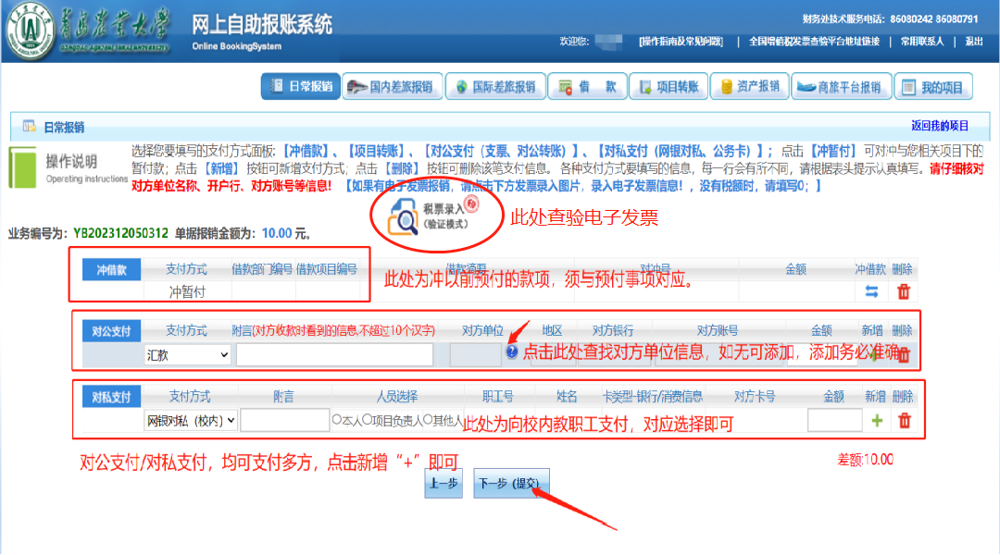 青岛农业大学
QINGDAO AGRICULTURAL UNIVERSITY
网上自助报账系统
Online BookingSystem
财务处技术服务电话：86080242 86080791
欢迎您: [操作指南及常见问题] | 全国增值税发票查验平台地址链接 | 常用联系人 | 退出
日常报销 国内差旅报销 国际差旅报销 借 款 项目转账 资产报销 商旅平台报销 我的项目
日常报销 返回我的项目
操作说明
Operating instructions
选择您要填写的支付方式面板:【冲借款】、【项目转账】、【对公支付（支票、对公转账）】、【对私支付（网银对私、公务卡）】；点击【冲暂付】可对冲与您相关项目下的
暂付款；点击【新增】按钮可新增支付方式；点击【删除】按钮可删除该笔支付信息。 各种支付方式要填写的信息，每一行会有所不同，请根据表头提示认真填写。请仔细核对
对方单位名称、开户行、对方账号等信息！【如果有电子发票报销，请点击下方发票录入图片，录入电子发票信息！，没有税额时，请填写0；】
税票录入
(验证模式)
此处查验电子发票
业务编号为: YB202312050312 单据报销金额为: 10.00 元。
冲借款 支付方式 借款部门编号 借款项目编号 借款摘要 对冲号 金额 冲借款 删除
冲暂付
此处为冲以前预付的款项，须与预付事项对应。
对公支付 支付方式 附言(对方收款时看到的信息,不超过10个汉字) 对方单位 地区 对方银行 对方账号 金额 新增 删除
汇款
点击此处查找对方单位信息，如无可添加，添加务必准确
对私支付 支付方式 附言 人员选择 职工号 姓名 卡类型-银行/消费信息 对方卡号 金额 新增 删除
网银对私（校内） 本人 项目负责人 其他人
此处为向校内教职工支付，对应选择即可
对公支付/对私支付，均可支付多方，点击新增“+”即可
差额:10.00
上一步 下一步 (提交)